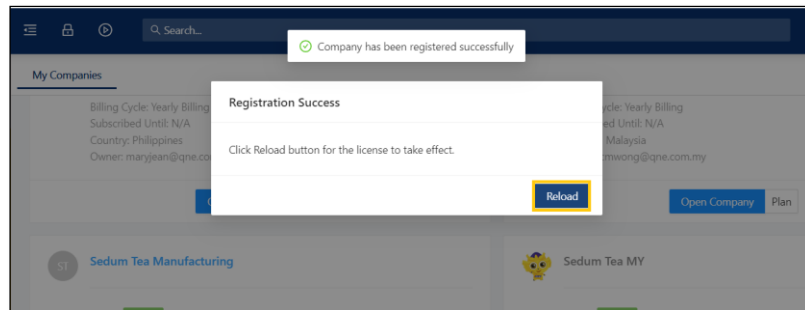 Search...
Company has been registered successfully
My Companies
Billing Cycle: Yearly Billing
Subscribed Until: N/A
Country: Philippines
Owner: maryjean@qne.co
Registration Success
Click Reload button for the license to take effect.
Reload
ycle: Yearly Billing
ed Until: N/A
Malaysia
mwong@qne.com.my
Open Company Plan
ST Sedum Tea Manufacturing
Sedum Tea MY